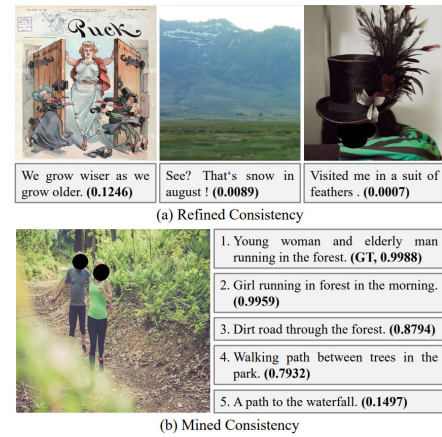 Puck
We grow wiser as we
grow older. (0.1246)
See? That's snow in
august ! (0.0089)
Visited me in a suit of
feathers . (0.0007)
(a) Refined Consistency
1. Young woman and elderly man
running in the forest. (GT, 0.9988)
2. Girl running in forest in the morning.
(0.9959)
3. Dirt road through the forest. (0.8794)
4. Walking path between trees in the
park. (0.7932)
5. A path to the waterfall. (0.1497)
(b) Mined Consistency